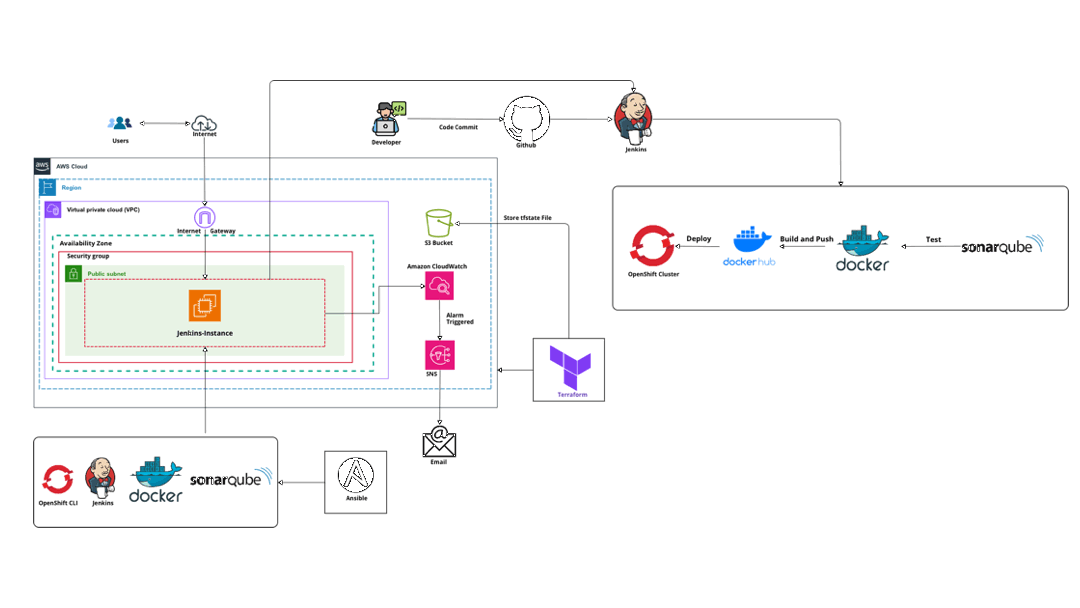 Users
Internet
Developer
Code Commit
Github
Jenkins
aws
AWS Cloud
Region
Virtual private cloud (VPC)
Internet Gateway
Availability Zone
Security group
Public subnet
Jenkins-Instance
S3 Bucket
Store tfstate File
Amazon CloudWatch
Alarm
Triggered
SNS
Email
Terraform
OpenShift Cluster
Deploy
dockerhub
Build and Push
docker
Test
sonarqube
OpenShift CLI
Jenkins
docker
sonarqube
Ansible